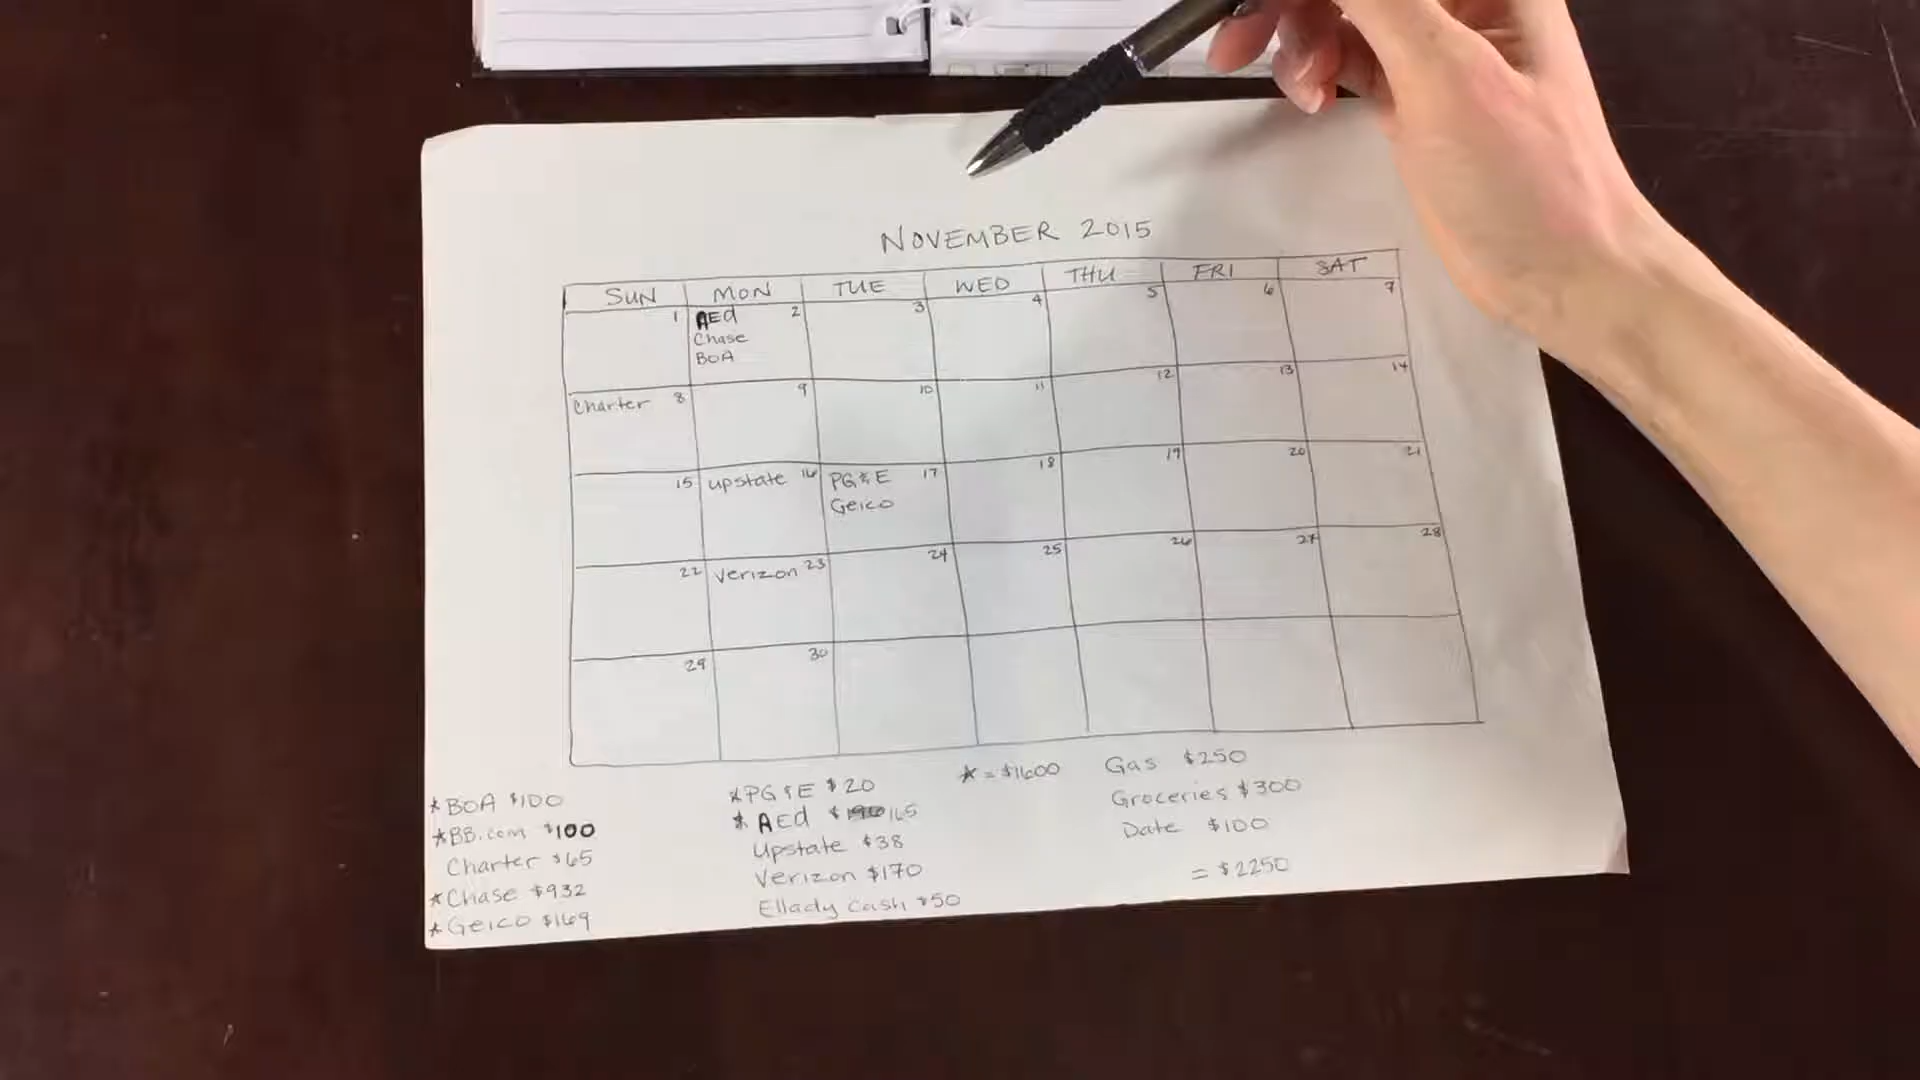 NOVEMBER 2015
SUN MON TUE WED THU FRI SAT
1 2 3 4 5 6 7
AEd
Chase
BOA
8 9 10 11 12 13 14
Charter
15 16 17 18 19 20 21
upstate PG&E
Geico
22 23 24 25 26 27 28
Verizon
29 30
*BOA $100
*BB.com $100
Charter $65
*Chase $932
*Geico $169
*PG&E $20
* AEd $165
Upstate $38
Verizon $170
Ellady Cash $50
* = $1600
Gas $250
Groceries $300
Date $100
= $2250